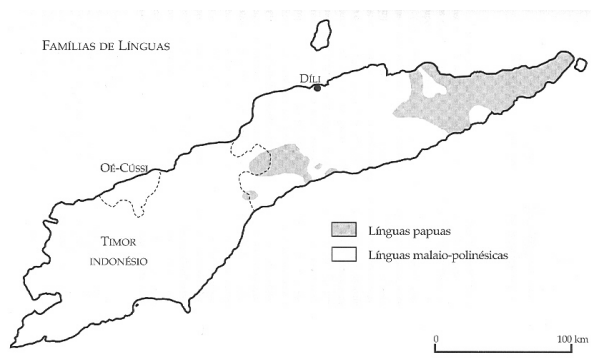 FAMÍLIAS DE LÍNGUAS
DÍLI
OÉ-CÚSSI
TIMOR
INDONÉSIO
Línguas papuas
Línguas malaio-polinésicas
0
100 km